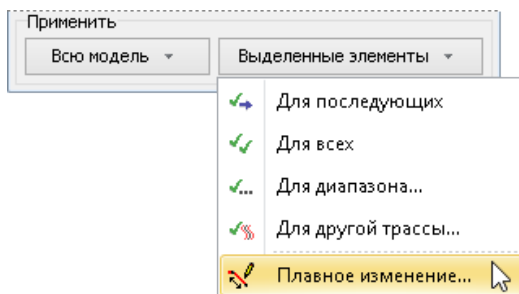 Применить
Всю модель Выделенные элементы
Для последующих
Для всех
Для диапазона...
Для другой трассы...
Плавное изменение...